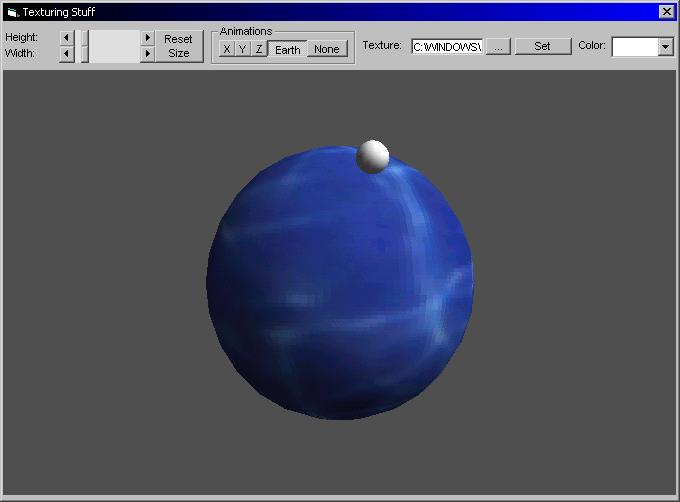 Texturing Stuff
Height:
Width:
Reset Size
Animations
X Y Z Earth None
Texture: C:\WINDOWS\ ... Set Color: